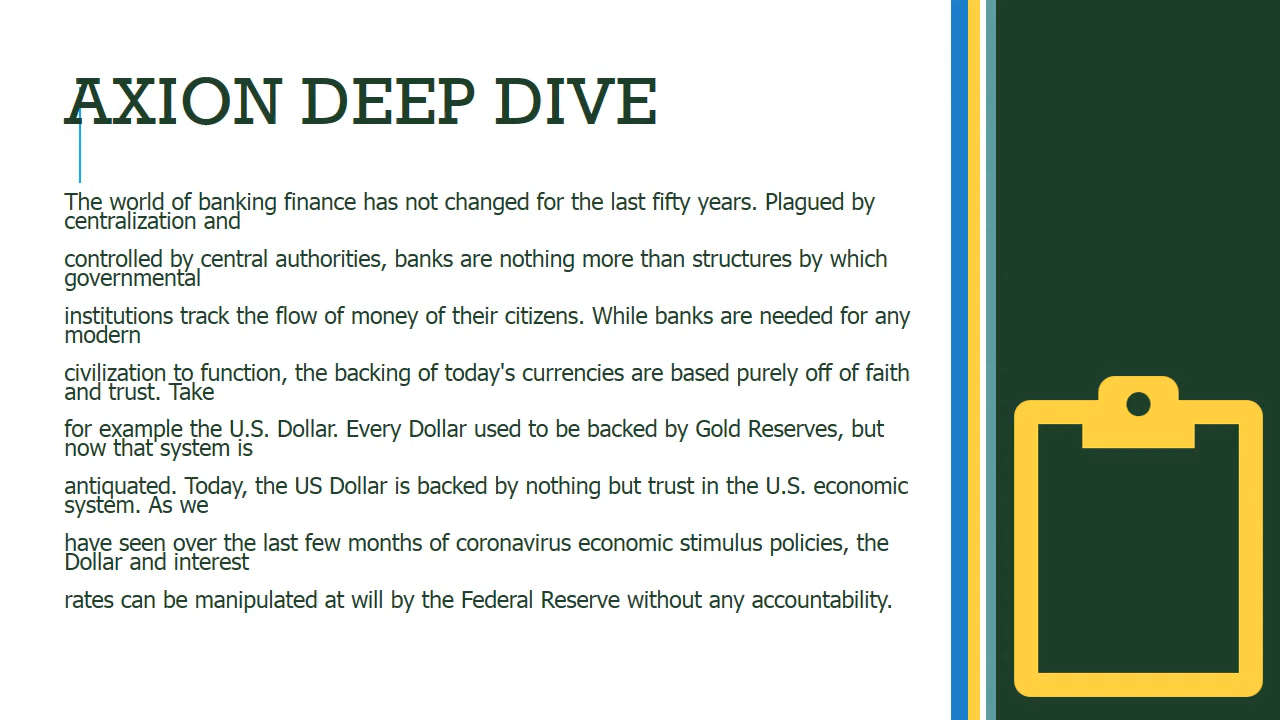 AXION DEEP DIVE
The world of banking finance has not changed for the last fifty years. Plagued by
centralization and
controlled by central authorities, banks are nothing more than structures by which
governmental
institutions track the flow of money of their citizens. While banks are needed for any
modern
civilization to function, the backing of today's currencies are based purely off of faith
and trust. Take
for example the U.S. Dollar. Every Dollar used to be backed by Gold Reserves, but
now that system is
antiquated. Today, the US Dollar is backed by nothing but trust in the U.S. economic
system. As we
have seen over the last few months of coronavirus economic stimulus policies, the
Dollar and interest
rates can be manipulated at will by the Federal Reserve without any accountability.